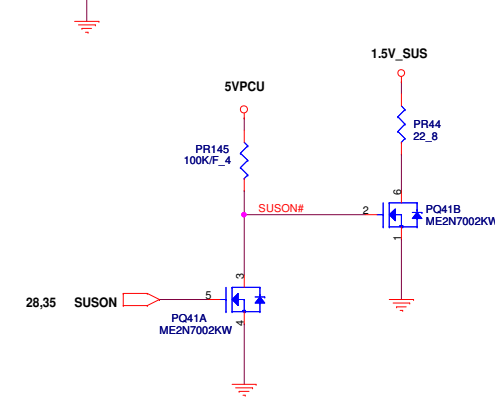 1.5V_SUS
5VPCU
PR44
22_8
PR145
100K/F_4
6
SUSON#
2
PQ41B
ME2N7002KW
1
3
28,35 SUSON
5
4
PQ41A
ME2N7002KW